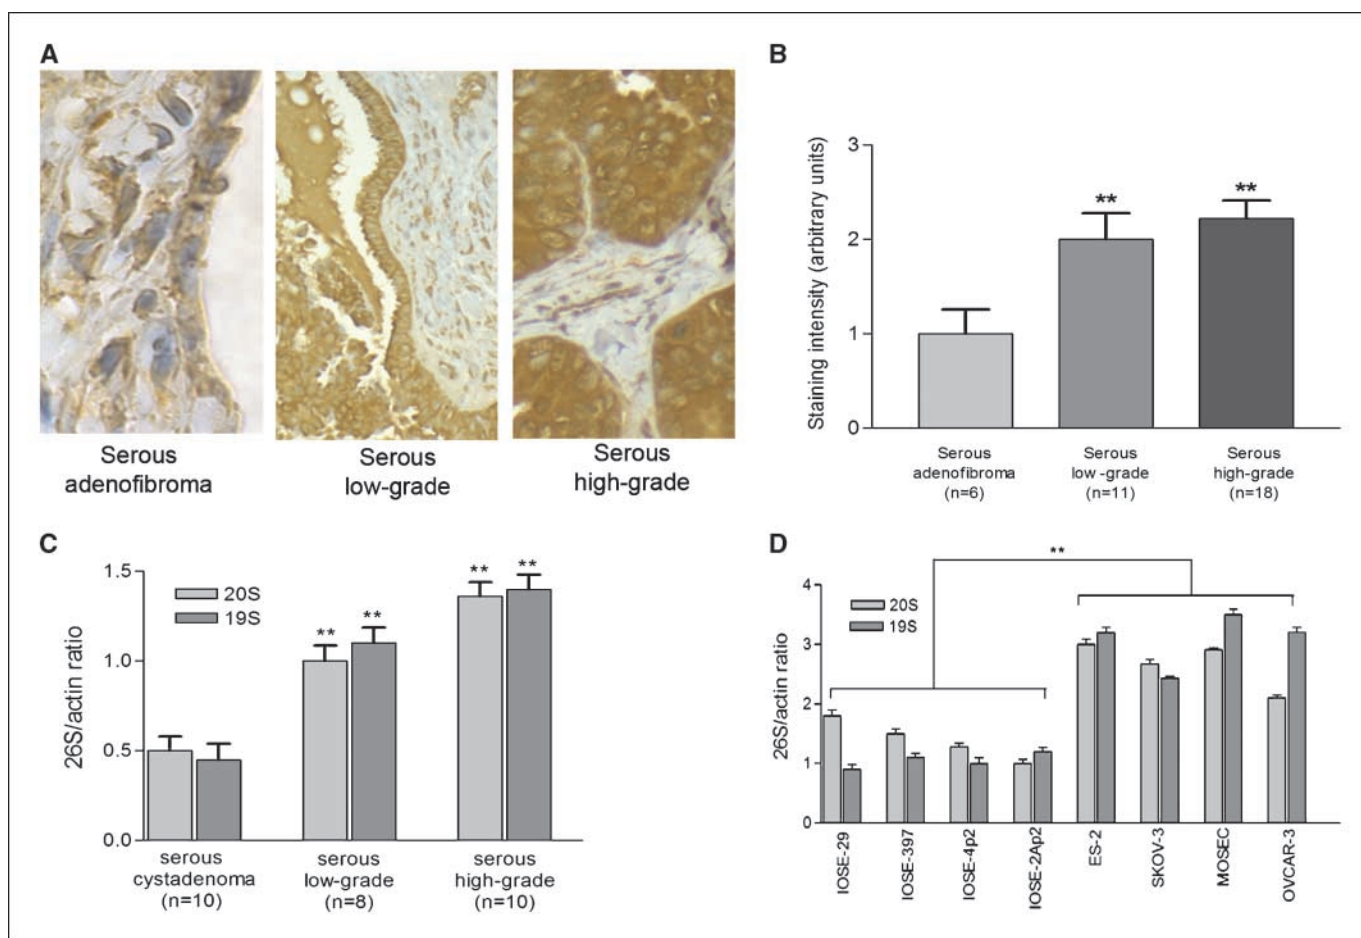 A
Serous
adenofibroma
Serous
low-grade
Serous
high-grade
B
Staining intensity (arbitrary units)
3
2
1
0
**
**
Serous
adenofibroma
(n=6)
Serous
low -grade
(n=11)
Serous
high-grade
(n=18)
C
26S/actin ratio
1.5
1.0
0.5
0.0
20S
19S
**
**
**
**
serous
cystadenoma
(n=10)
serous
low-grade
(n=8)
serous
high-grade
(n=10)
D
26S/actin ratio
4
3
2
1
0
20S
19S
**
IOSE-29
IOSE-397
IOSE-4p2
IOSE-2Ap2
ES-2
SKOV-3
MOSEC
OVCAR-3